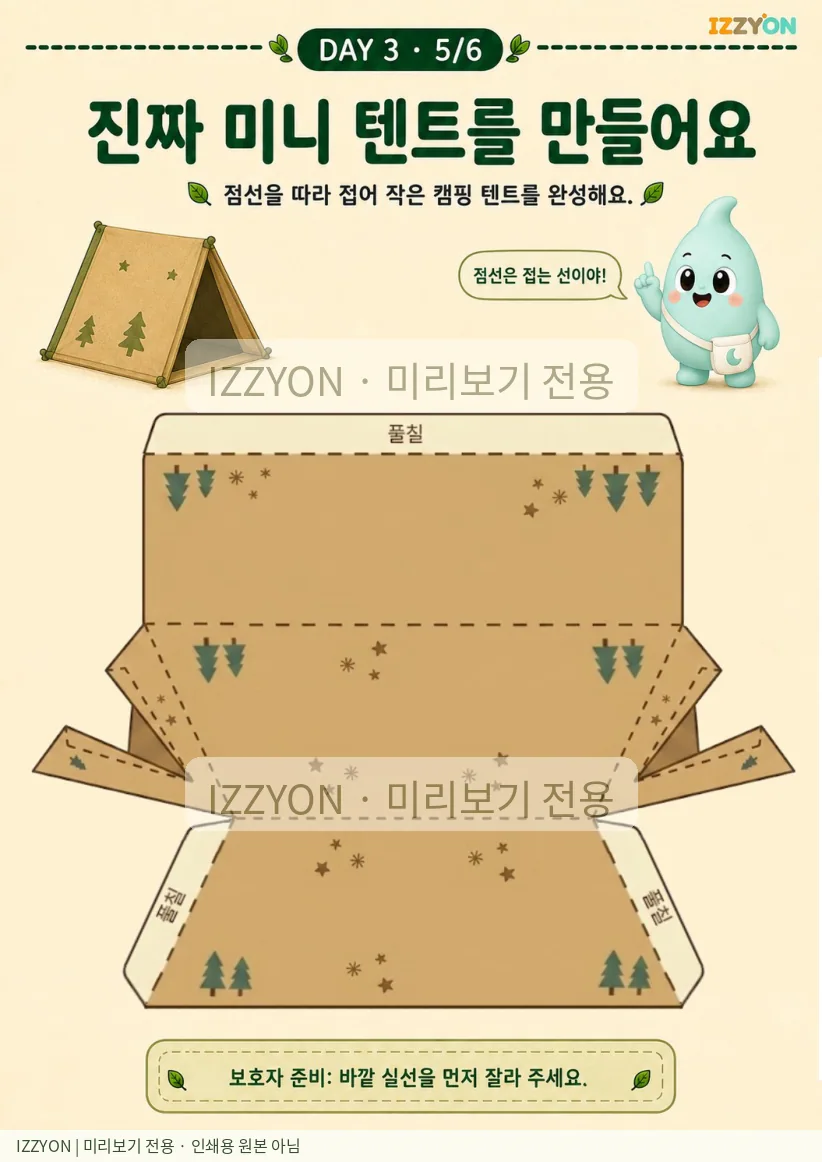 IZZYON
DAY 3 · 5/6
진짜 미니 텐트를 만들어요
점선을 따라 접어 작은 캠핑 텐트를 완성해요.
점선은 접는 선이야!
IZZYON · 미리보기 전용
풀칠
IZZYON · 미리보기 전용
풀칠
풀칠
보호자 준비: 바깥 실선을 먼저 잘라 주세요.
IZZYON | 미리보기 전용 · 인쇄용 원본 아님